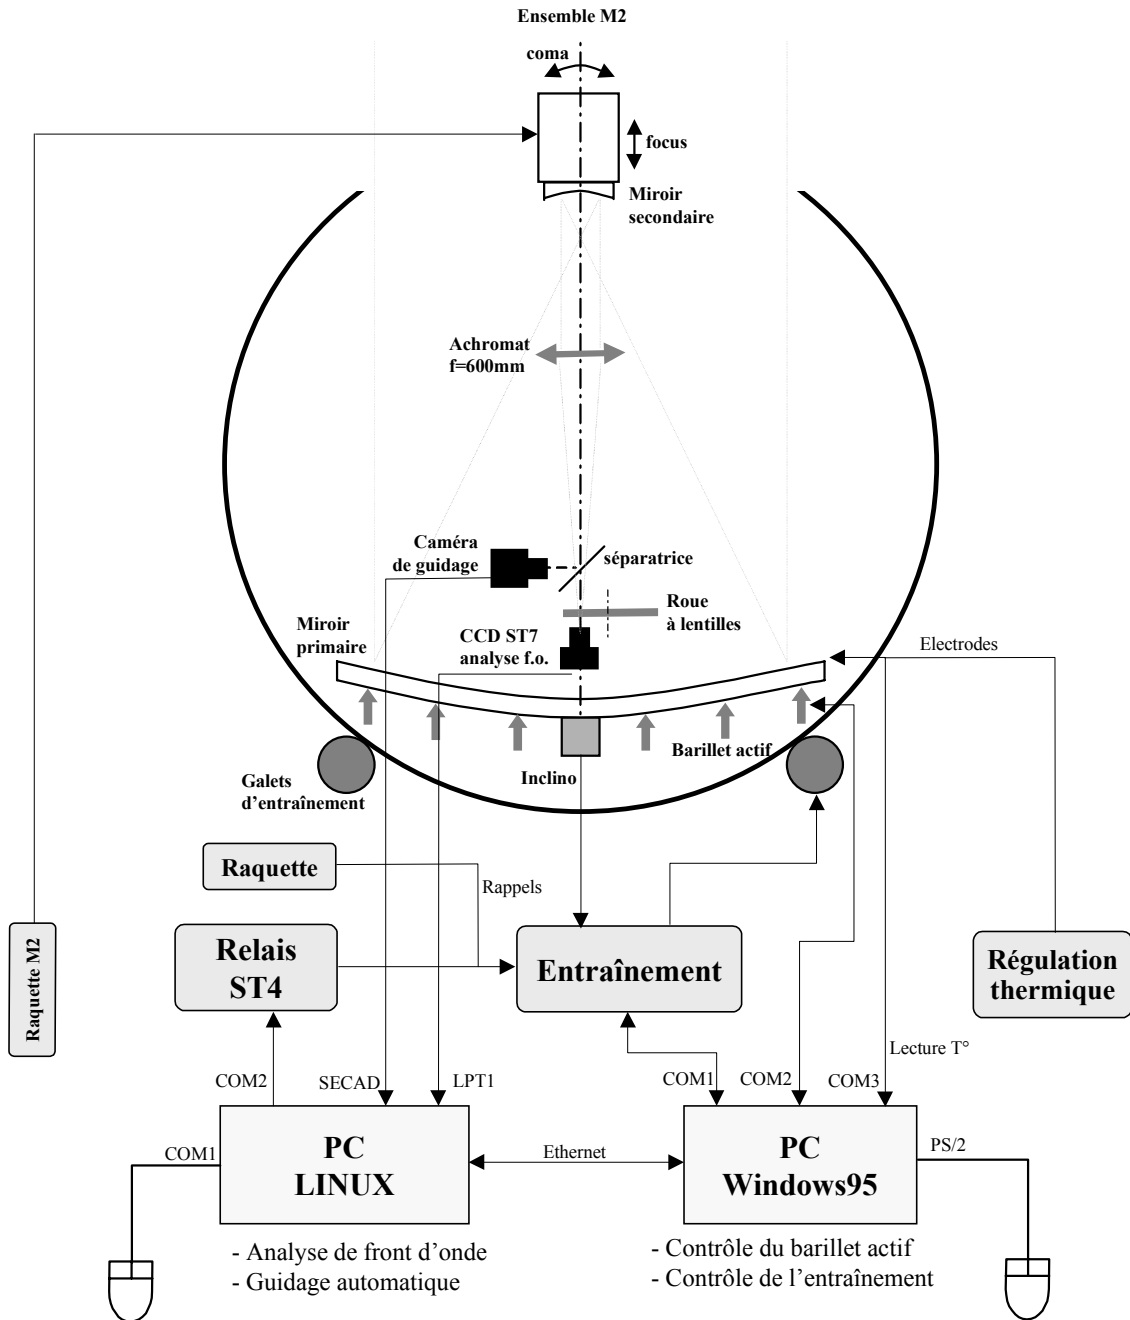 Ensemble M2
coma
focus
Miroir
secondaire
Achromat
f=600mm
Caméra
de guidage
séparatrice
Roue
à lentilles
Miroir
primaire
CCD ST7
analyse f.o.
Electrodes
Barillet actif
Inclino
Galets
d’entraînement
Raquette
Rappels
Raquette M2
Relais
ST4
Entraînement
Régulation
thermique
Lecture T°
COM2
SECAD
LPT1
COM1
COM2
COM3
COM1
PC
LINUX
Ethernet
PC
Windows95
PS/2
- Analyse de front d’onde
- Guidage automatique
- Contrôle du barillet actif
- Contrôle de l’entraînement